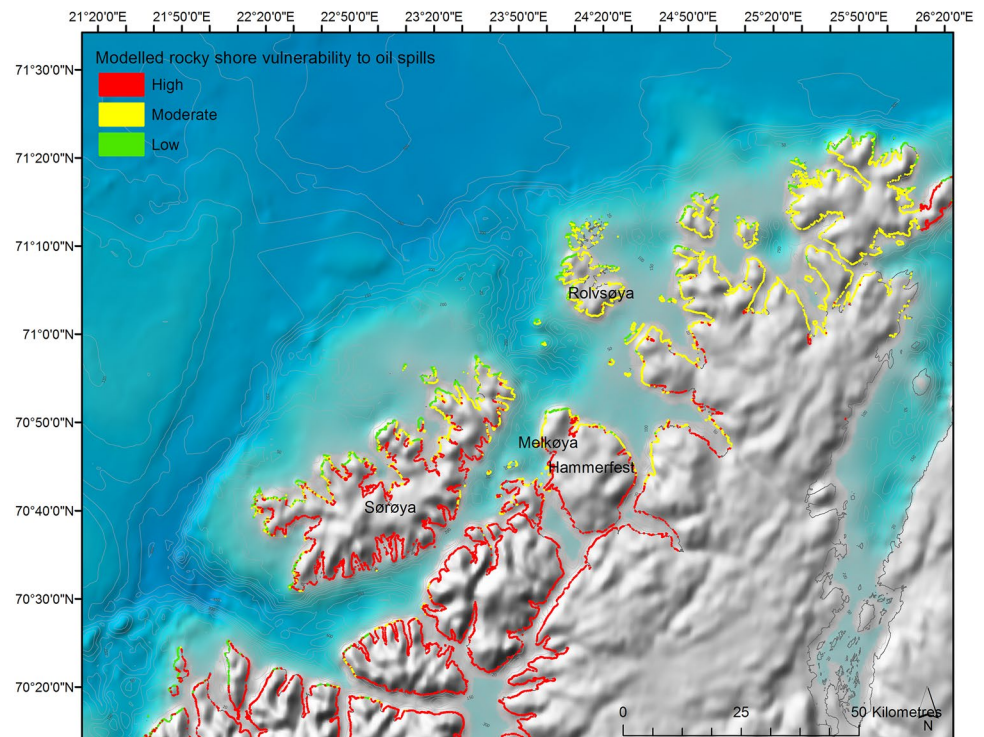 21°20'0"E 21°50'0"E 22°20'0"E 22°50'0"E 23°20'0"E 23°50'0"E 24°20'0"E 24°50'0"E 25°20'0"E 25°50'0"E 26°20'0"E
Modelled rocky shore vulnerability to oil spills
High
Moderate
Low
71°30'0"N
71°20'0"N
71°10'0"N
Rolvsøya
71°0'0"N
70°50'0"N
Melkøya
Hammerfest
Sørøya
70°40'0"N
70°30'0"N
70°20'0"N
0 25 50 Kilometres
N